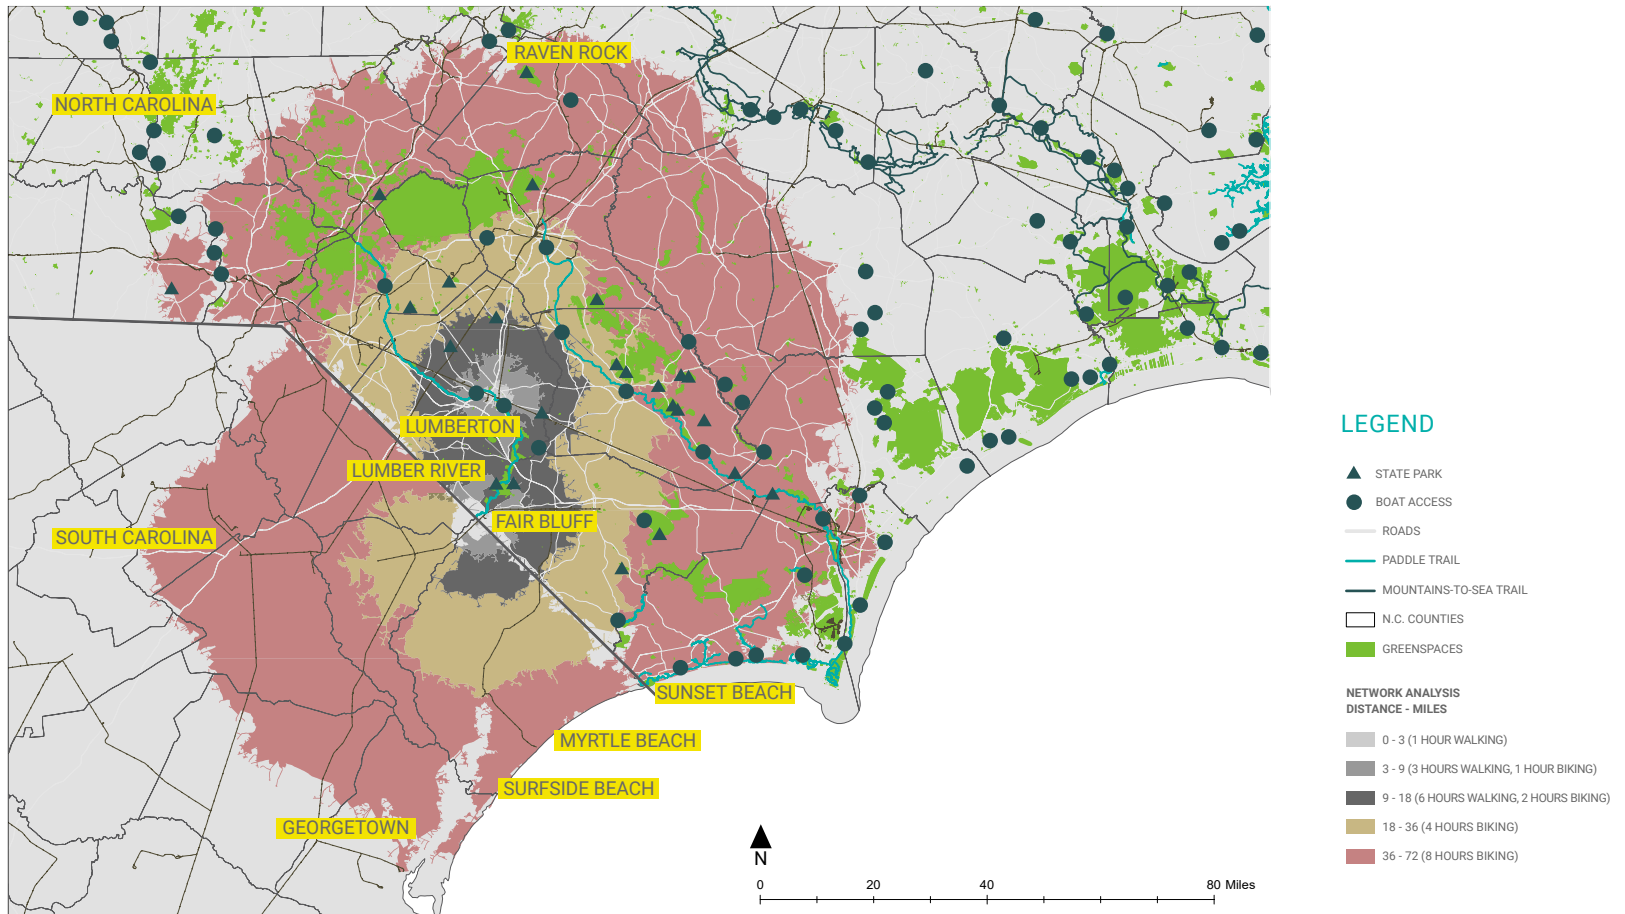 RAVEN ROCK
NORTH CAROLINA
LUMBERTON
LUMBER RIVER
FAIR BLUFF
SOUTH CAROLINA
SUNSET BEACH
MYRTLE BEACH
SURFSIDE BEACH
GEORGETOWN
N
0 20 40 80 Miles
LEGEND
STATE PARK
BOAT ACCESS
ROADS
PADDLE TRAIL
MOUNTAINS-TO-SEA TRAIL
N.C. COUNTIES
GREENSPACES
NETWORK ANALYSIS
DISTANCE - MILES
0 - 3 (1 HOUR WALKING)
3 - 9 (3 HOURS WALKING, 1 HOUR BIKING)
9 - 18 (6 HOURS WALKING, 2 HOURS BIKING)
18 - 36 (4 HOURS BIKING)
36 - 72 (8 HOURS BIKING)